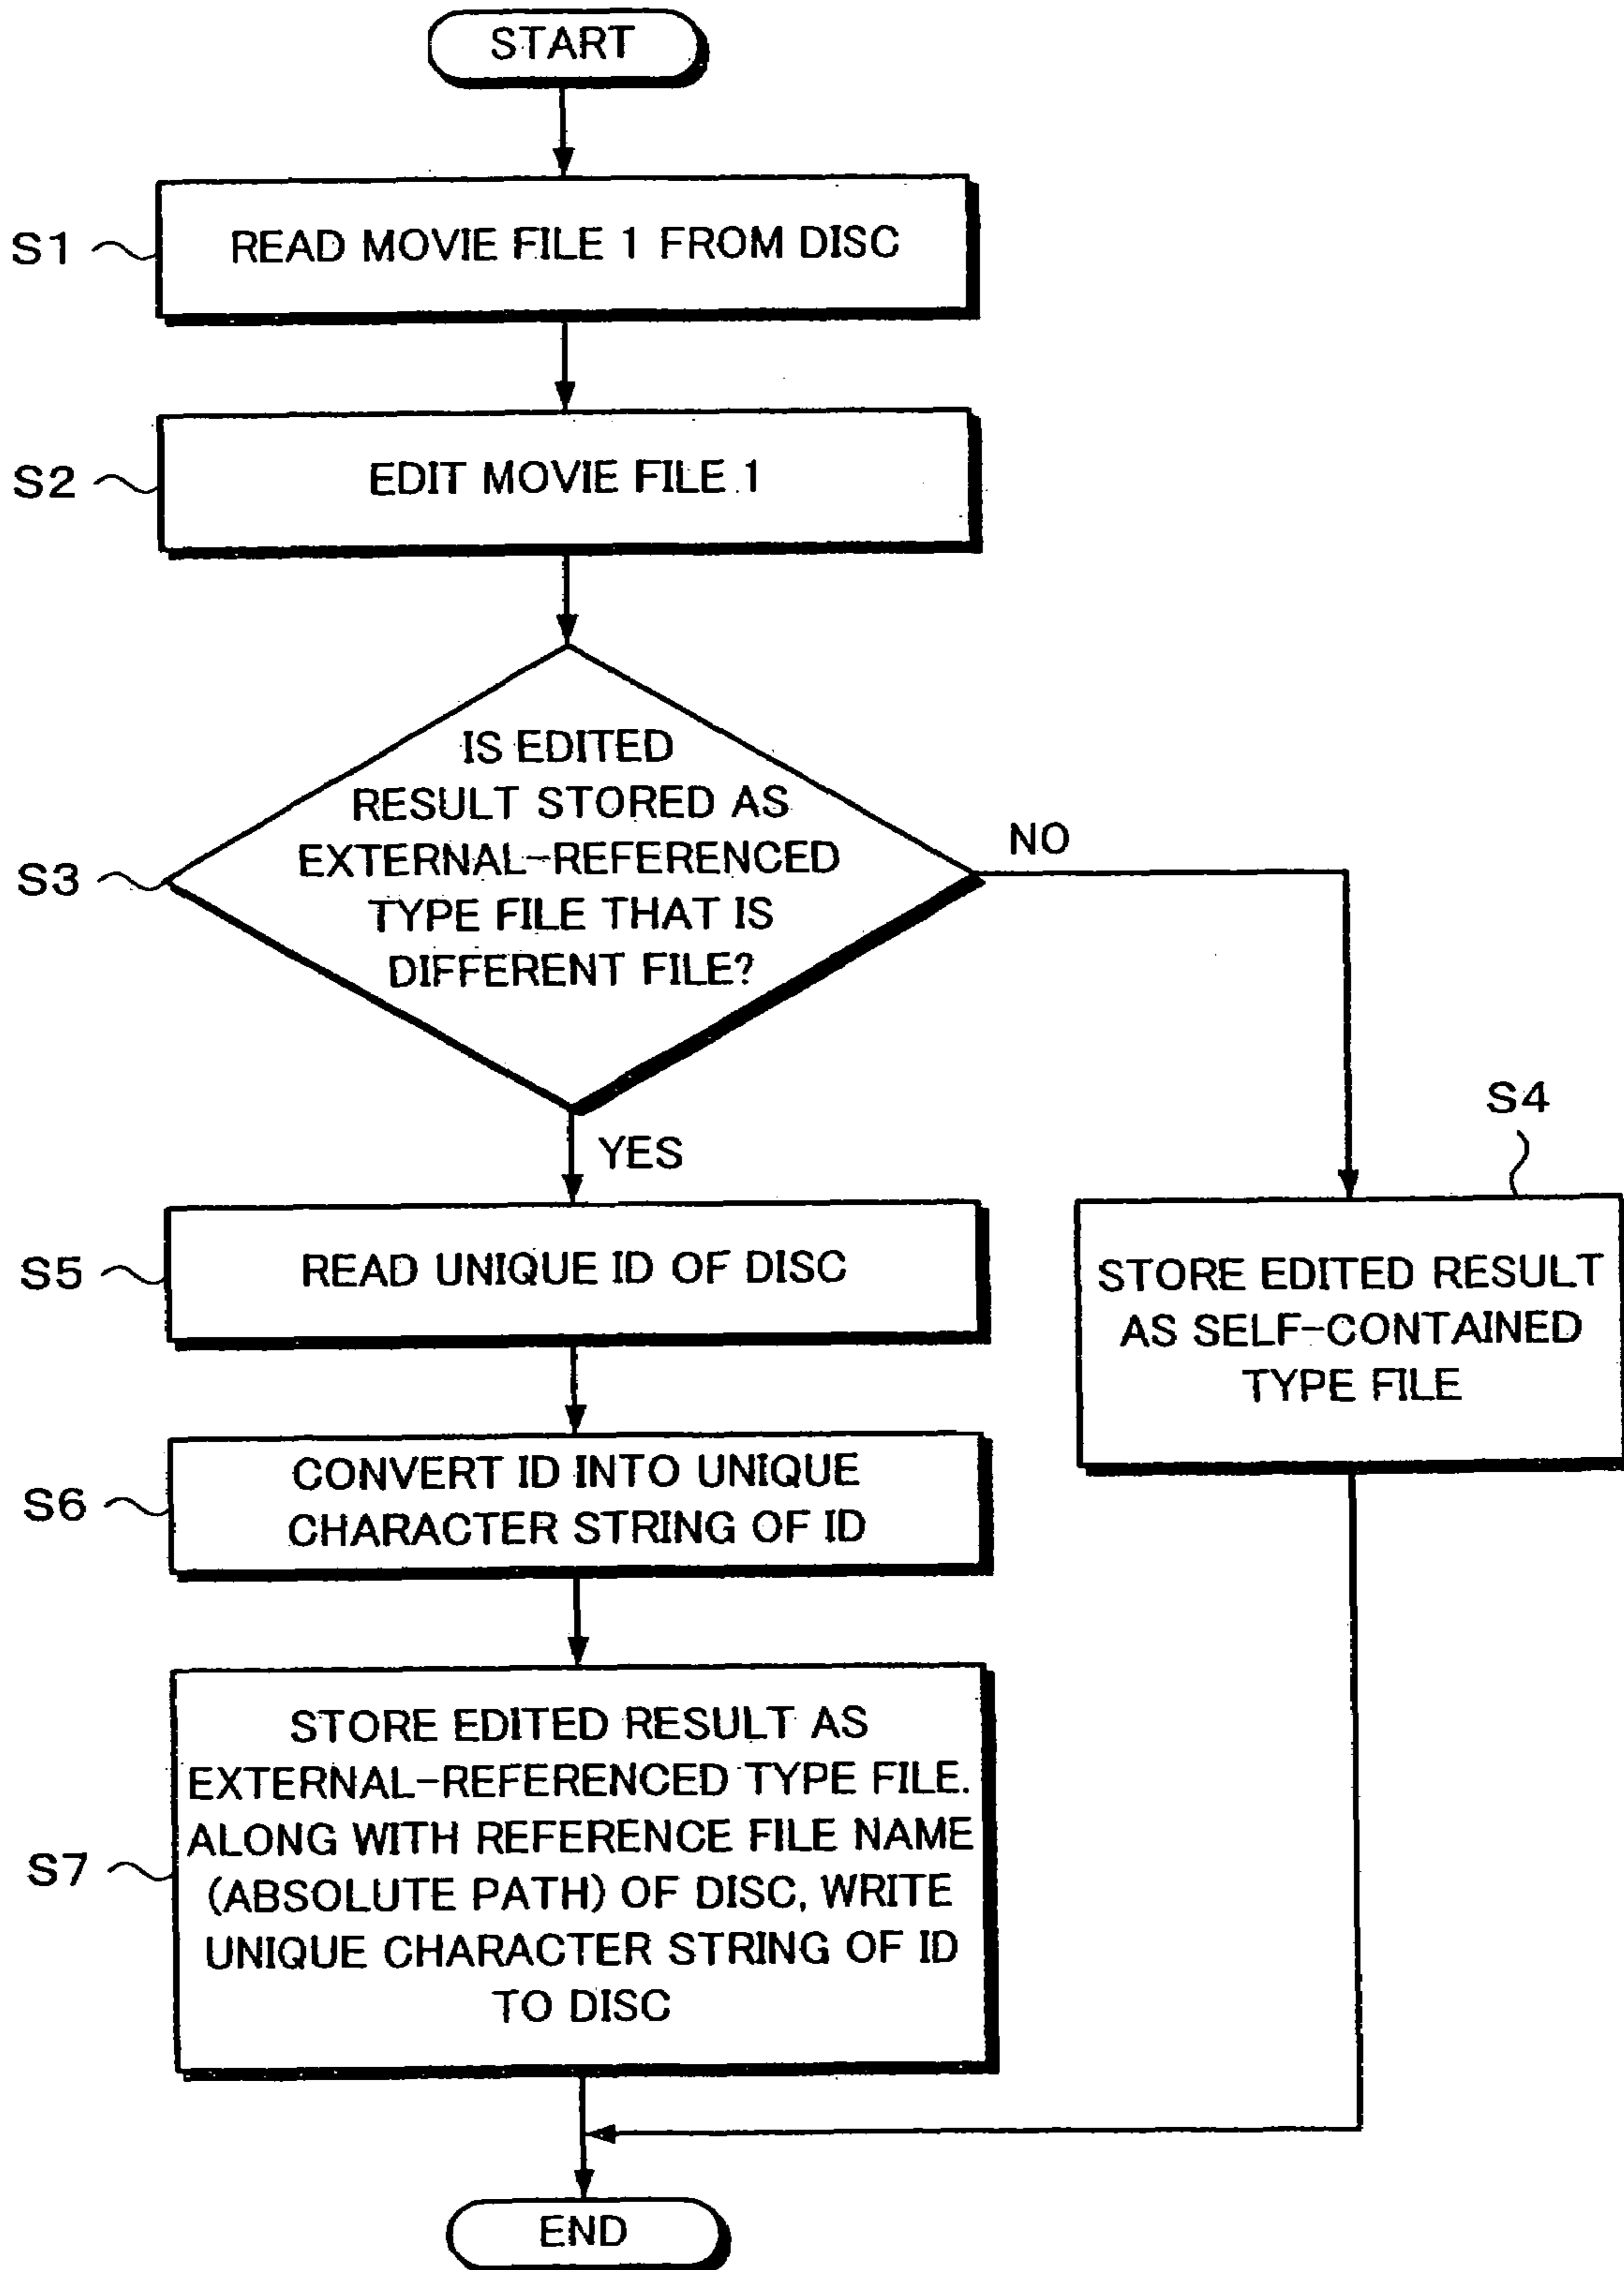 START
S1
READ MOVIE FILE 1 FROM DISC
S2
EDIT MOVIE FILE 1
S3
IS EDITED
RESULT STORED AS
EXTERNAL-REFERENCED
TYPE FILE THAT IS
DIFFERENT FILE?
NO
YES
S4
STORE EDITED RESULT
AS SELF-CONTAINED
TYPE FILE
S5
READ UNIQUE ID OF DISC
S6
CONVERT ID INTO UNIQUE
CHARACTER STRING OF ID
S7
STORE EDITED RESULT AS
EXTERNAL-REFERENCED TYPE FILE.
ALONG WITH REFERENCE FILE NAME
(ABSOLUTE PATH) OF DISC, WRITE
UNIQUE CHARACTER STRING OF ID
TO DISC
END